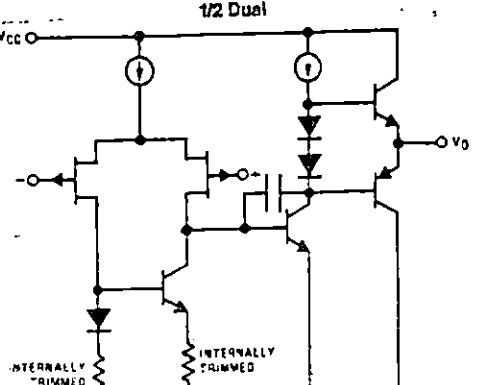 1/2 Dual
VCC
-
+
VO
INTERNALLY
TRIMMED
INTERNALLY
TRIMMED